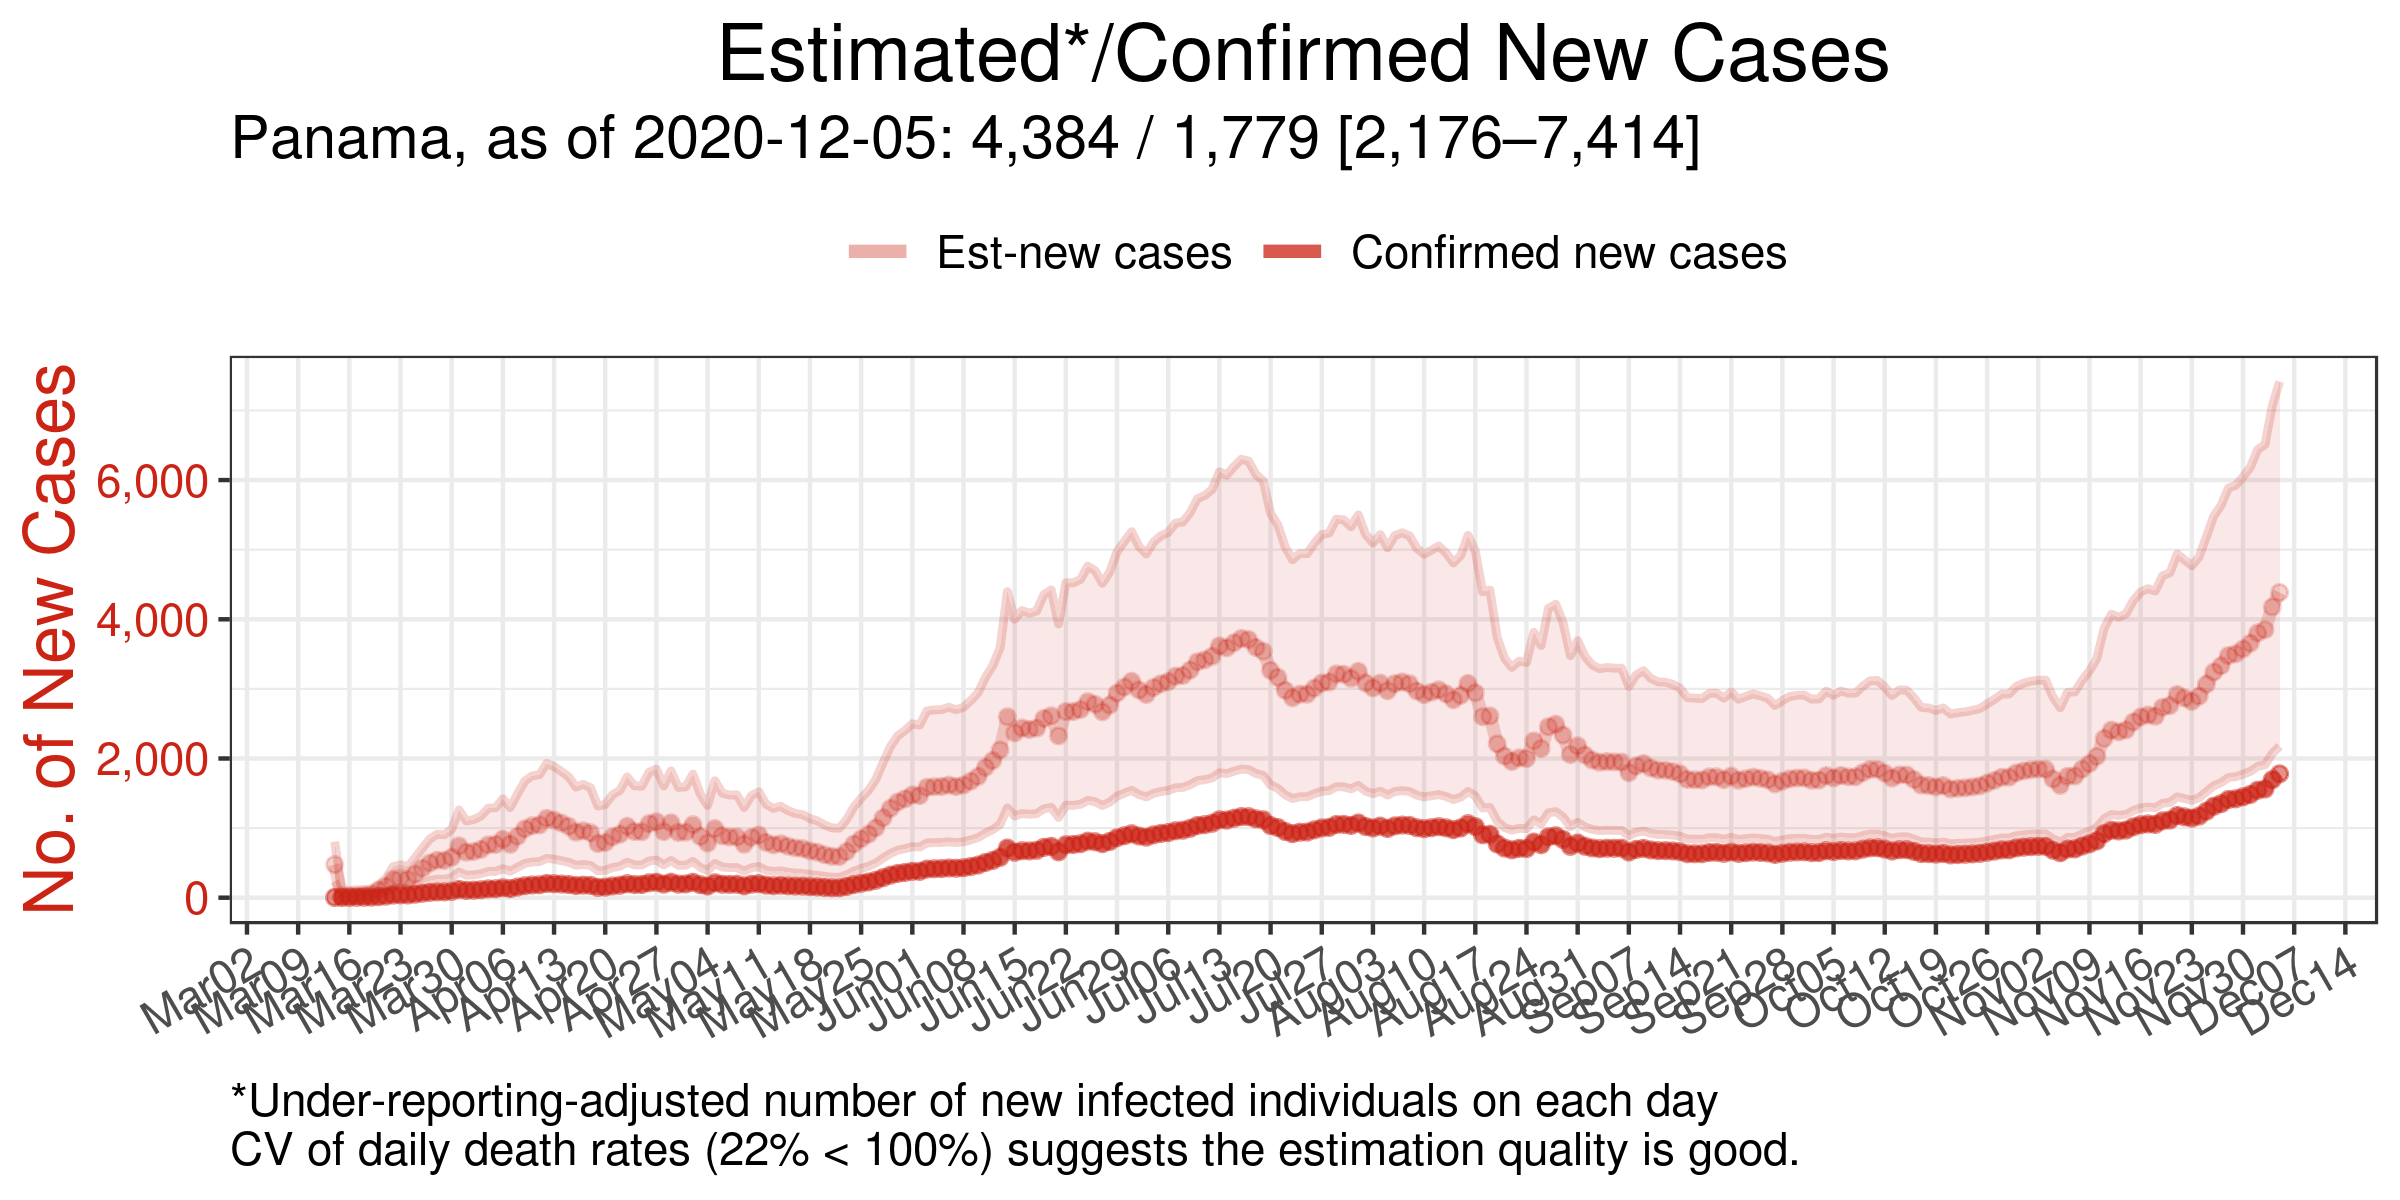 Estimated*/Confirmed New Cases
Panama, as of 2020-12-05: 4,384 / 1,779 [2,176–7,414]
Est-new cases
Confirmed new cases
No. of New Cases
6,000
4,000
2,000
0
Mar02
Mar09
Mar16
Mar23
Mar30
Apr06
Apr13
Apr20
Apr27
May04
May11
May18
May25
Jun01
Jun08
Jun15
Jun22
Jun29
Jul06
Jul13
Jul20
Jul27
Aug03
Aug10
Aug17
Aug24
Aug31
Sep07
Sep14
Sep21
Sep28
Oct05
Oct12
Oct19
Oct26
Nov02
Nov09
Nov16
Nov23
Nov30
Dec07
Dec14
*Under-reporting-adjusted number of new infected individuals on each day
CV of daily death rates (22% < 100%) suggests the estimation quality is good.